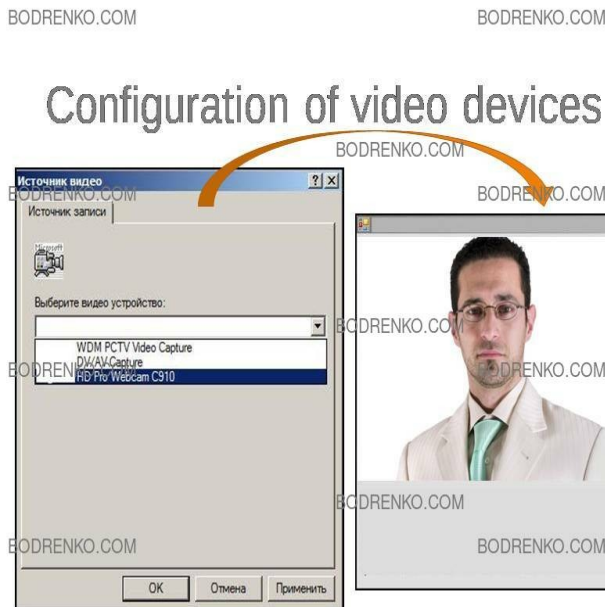 BODRENKO.COM BODRENKO.COM
Configuration of video devices
BODRENKO.COM
Источник видео
BODRENKO.COM BODRENKO.COM
Источник записи
Microsoft
Выберите видео устройство:
BODRENKO.COM
WDM PCTV Video Capture
DV/AV Capture
BODRENKO.COM BODRENKO.COM
HD Pro Webcam C910
BODRENKO.COM
BODRENKO.COM BODRENKO.COM
OK Отмена Применить